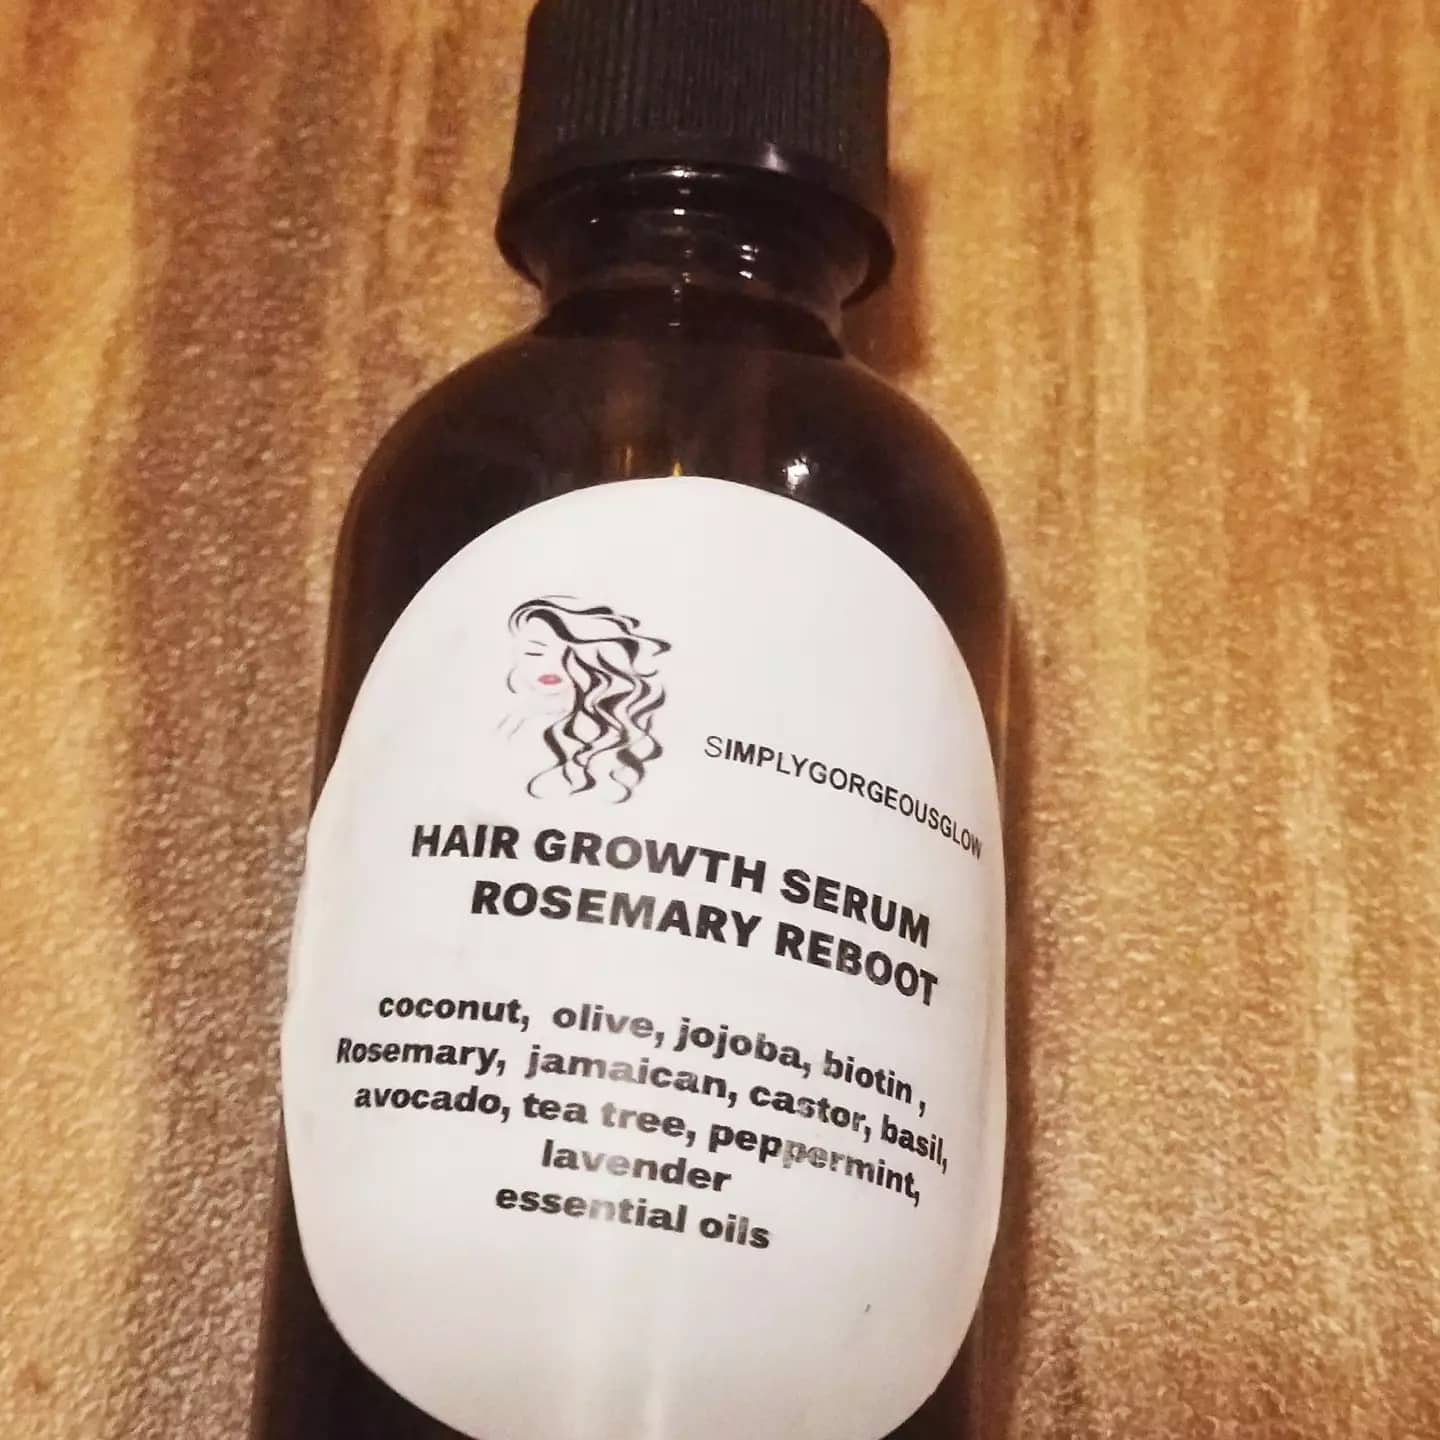 SIMPLYGORGEOUSGLOW
HAIR GROWTH SERUM
ROSEMARY REBOOT
coconut, olive, jojoba, biotin ,
Rosemary, jamaican, castor, basil,
avocado, tea tree, peppermint,
lavender
essential oils